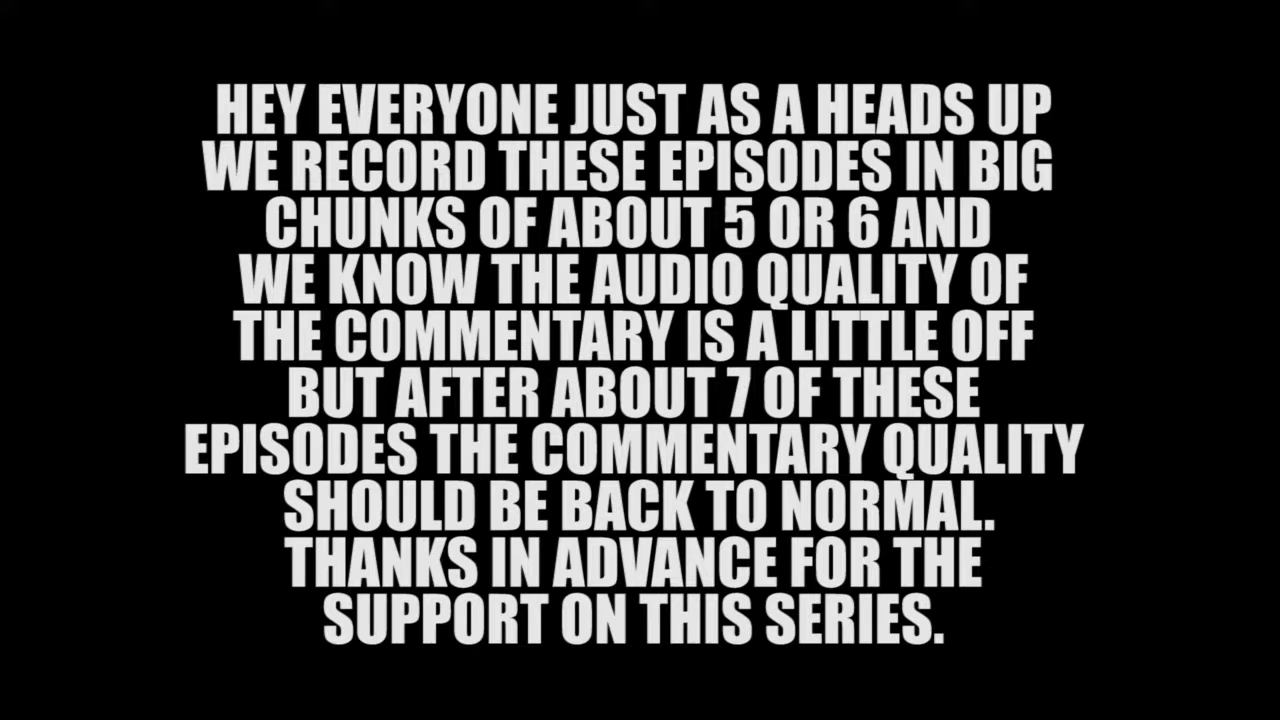 HEY EVERYONE JUST AS A HEADS UP
WE RECORD THESE EPISODES IN BIG
CHUNKS OF ABOUT 5 OR 6 AND
WE KNOW THE AUDIO QUALITY OF
THE COMMENTARY IS A LITTLE OFF
BUT AFTER ABOUT 7 OF THESE
EPISODES THE COMMENTARY QUALITY
SHOULD BE BACK TO NORMAL.
THANKS IN ADVANCE FOR THE
SUPPORT ON THIS SERIES.